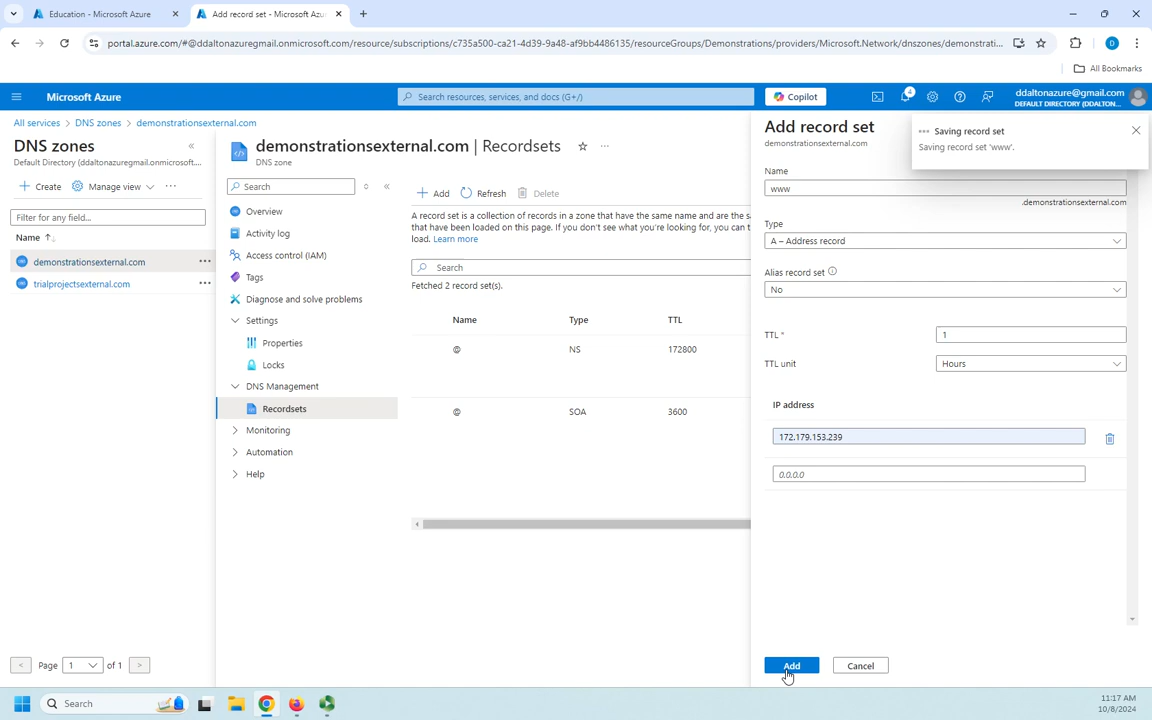 Education - Microsoft Azure
Add record set - Microsoft Azu
portal.azure.com/#@ddaltonazuregmail.onmicrosoft.com/resource/subscriptions/c735a500-ca21-4d39-9a48-af9bb4486135/resourceGroups/Demonstrations/providers/Microsoft.Network/dnszones/demonstrati...
D
All Bookmarks
Microsoft Azure
Search resources, services, and docs (G+/)
Copilot
4
ddaltonazure@gmail.com
DEFAULT DIRECTORY (DDALTON...
All services > DNS zones > demonstrationsexternal.com
DNS zones
Default Directory (ddaltonazuregmail.onmicrosoft....
Create
Manage view
Filter for any field...
Name
demonstrationsexternal.com
trialprojectsexternal.com
Page 1 of 1
demonstrationsexternal.com | Recordsets
DNS zone
Search
Overview
Activity log
Access control (IAM)
Tags
Diagnose and solve problems
Settings
Properties
Locks
DNS Management
Recordsets
Monitoring
Automation
Help
Add
Refresh
Delete
A record set is a collection of records in a zone that have the same name and are the sa
that have been loaded on this page. If you don't see what you're looking for, you can t
load. Learn more
Search
Fetched 2 record set(s).
Name Type TTL
@ NS 172800
@ SOA 3600
Add record set
demonstrationsexternal.com
Saving record set
Saving record set 'www'.
Name
www
.demonstrationsexternal.com
Type
A – Address record
Alias record set
No
TTL *
1
TTL unit
Hours
IP address
172.179.153.239
0.0.0.0
Add
Cancel
Search
11:17 AM
10/8/2024